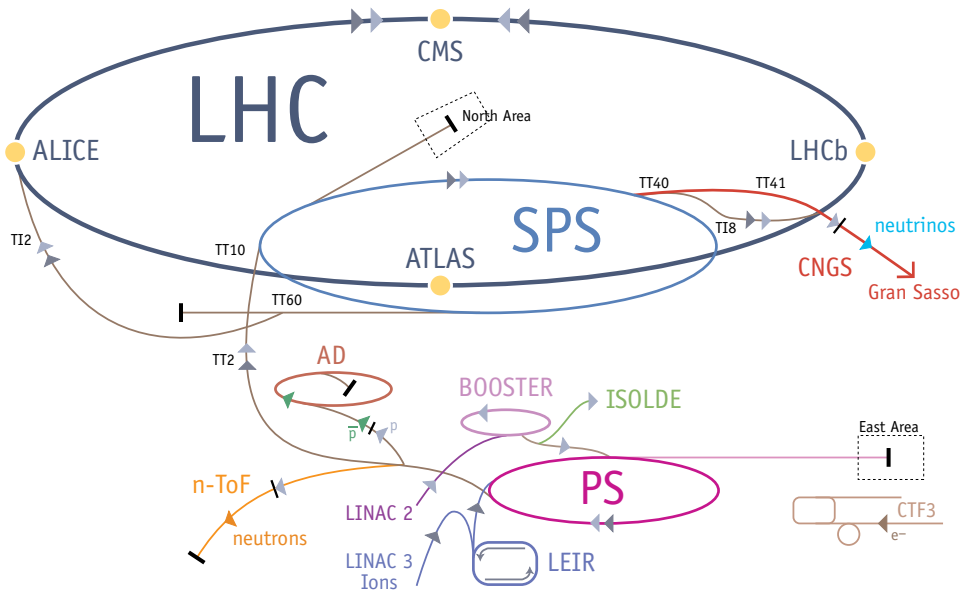 CMS
LHC
North Area
ALICE
LHCb
TT40
TT41
SPS
TI8
neutrinos
TI2
TT10
ATLAS
CNGS
Gran Sasso
TT60
TT2
AD
BOOSTER
ISOLDE
p̅
p
East Area
n-ToF
PS
LINAC 2
CTF3
neutrons
e–
LINAC 3
Ions
LEIR